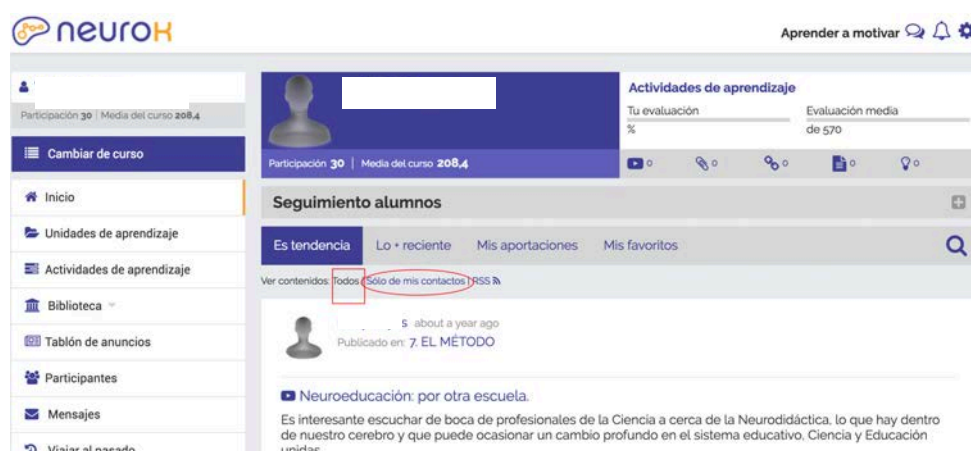 neurok
Aprender a motivar
Participación 30 | Media del curso 208,4
Cambiar de curso
Inicio
Unidades de aprendizaje
Actividades de aprendizaje
Biblioteca
Tablón de anuncios
Participantes
Mensajes
Viajar al pasado
Participación 30 | Media del curso 208,4
Actividades de aprendizaje
Tu evaluación Evaluación media
% de 570
0 0 0 0 0
Seguimiento alumnos
Es tendencia Lo + reciente Mis aportaciones Mis favoritos
Ver contenidos: Todos | Sólo de mis contactos | RSS
s about a year ago
Publicado en: 7. EL MÉTODO
Neuroeducación: por otra escuela.
Es interesante escuchar de boca de profesionales de la Ciencia a cerca de la Neurodidáctica, lo que hay dentro
de nuestro cerebro y que puede ocasionar un cambio profundo en el sistema educativo. Ciencia y Educación
unidas